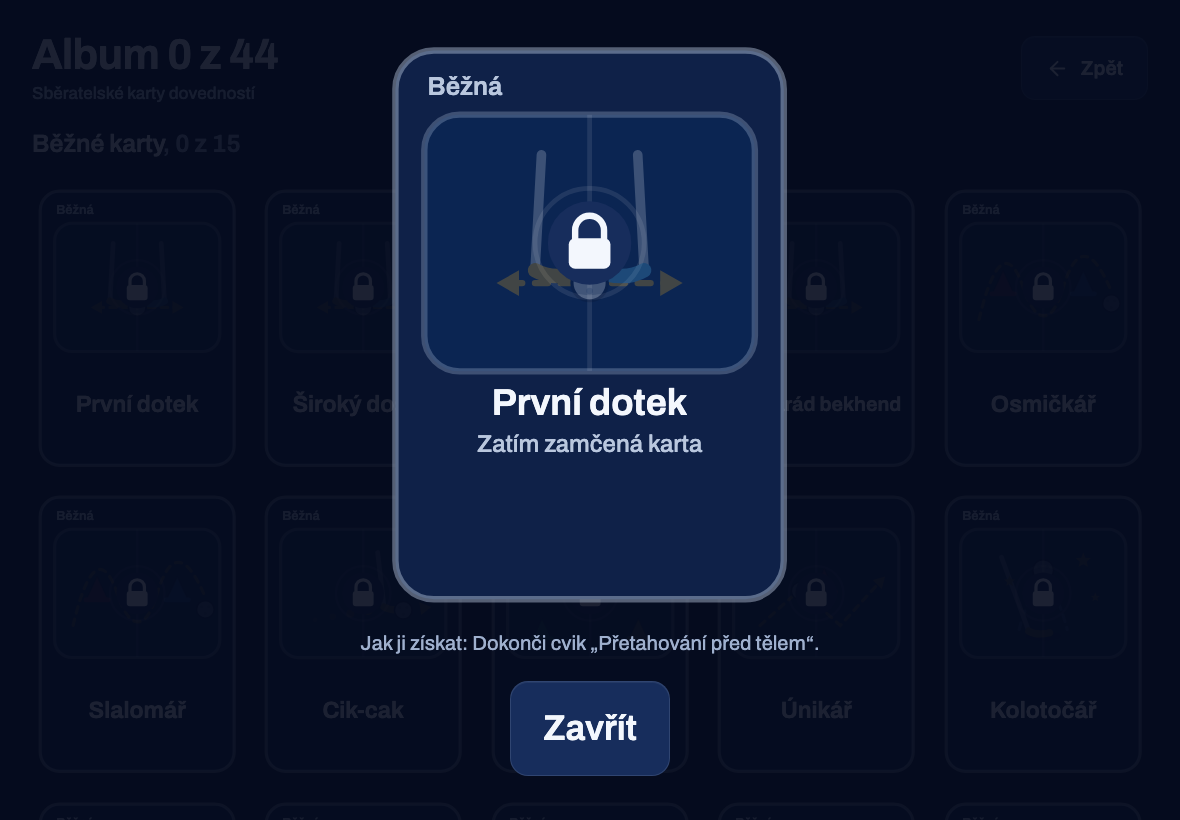 Album 0 z 44
Sběratelské karty dovedností
Zpět
Běžné karty, 0 z 15
Běžná
První dotek
Zatím zamčená karta
Jak ji získat: Dokonči cvik „Přetahování před tělem“.
Zavřít
Běžná
První dotek
Běžná
Široký do
rád bekhend
Běžná
Osmičkář
Běžná
Slalomář
Běžná
Cik-cak
Únikář
Běžná
Kolotočář